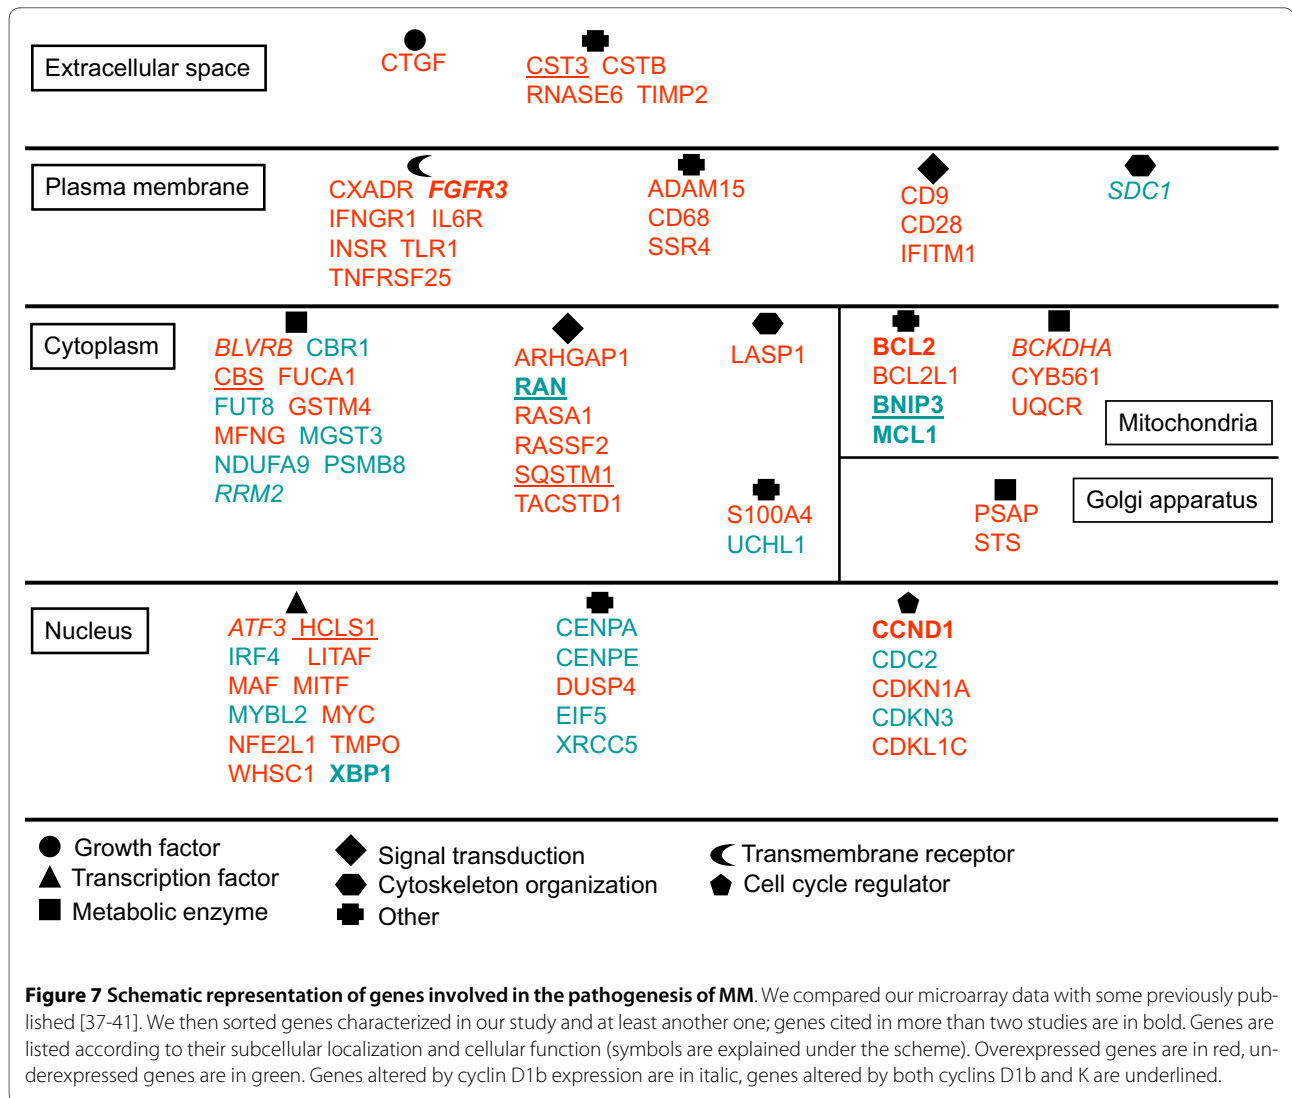 Extracellular space
CTGF
CST3 CSTB
RNASE6 TIMP2
Plasma membrane
CXADR FGFR3
IFNGR1 IL6R
INSR TLR1
TNFRSF25
ADAM15
CD68
SSR4
CD9
CD28
IFITM1
SDC1
Cytoplasm
BLVRB CBR1
CBS FUCA1
FUT8 GSTM4
MFNG MGST3
NDUFA9 PSMB8
RRM2
ARHGAP1
RAN
RASA1
RASSF2
SQSTM1
TACSTD1
LASP1
S100A4
UCHL1
BCL2
BCL2L1
BNIP3
MCL1
BCKDHA
CYB561
UQCR
Mitochondria
Golgi apparatus
PSAP
STS
Nucleus
ATF3 HCLS1
IRF4 LITAF
MAF MITF
MYBL2 MYC
NFE2L1 TMPO
WHSC1 XBP1
CENPA
CENPE
DUSP4
EIF5
XRCC5
CCND1
CDC2
CDKN1A
CDKN3
CDKL1C
Growth factor
Transcription factor
Metabolic enzyme
Signal transduction
Cytoskeleton organization
Other
Transmembrane receptor
Cell cycle regulator
Figure 7 Schematic representation of genes involved in the pathogenesis of MM. We compared our microarray data with some previously pub-
lished [37-41]. We then sorted genes characterized in our study and at least another one; genes cited in more than two studies are in bold. Genes are
listed according to their subcellular localization and cellular function (symbols are explained under the scheme). Overexpressed genes are in red, un-
derexpressed genes are in green. Genes altered by cyclin D1b expression are in italic, genes altered by both cyclins D1b and K are underlined.